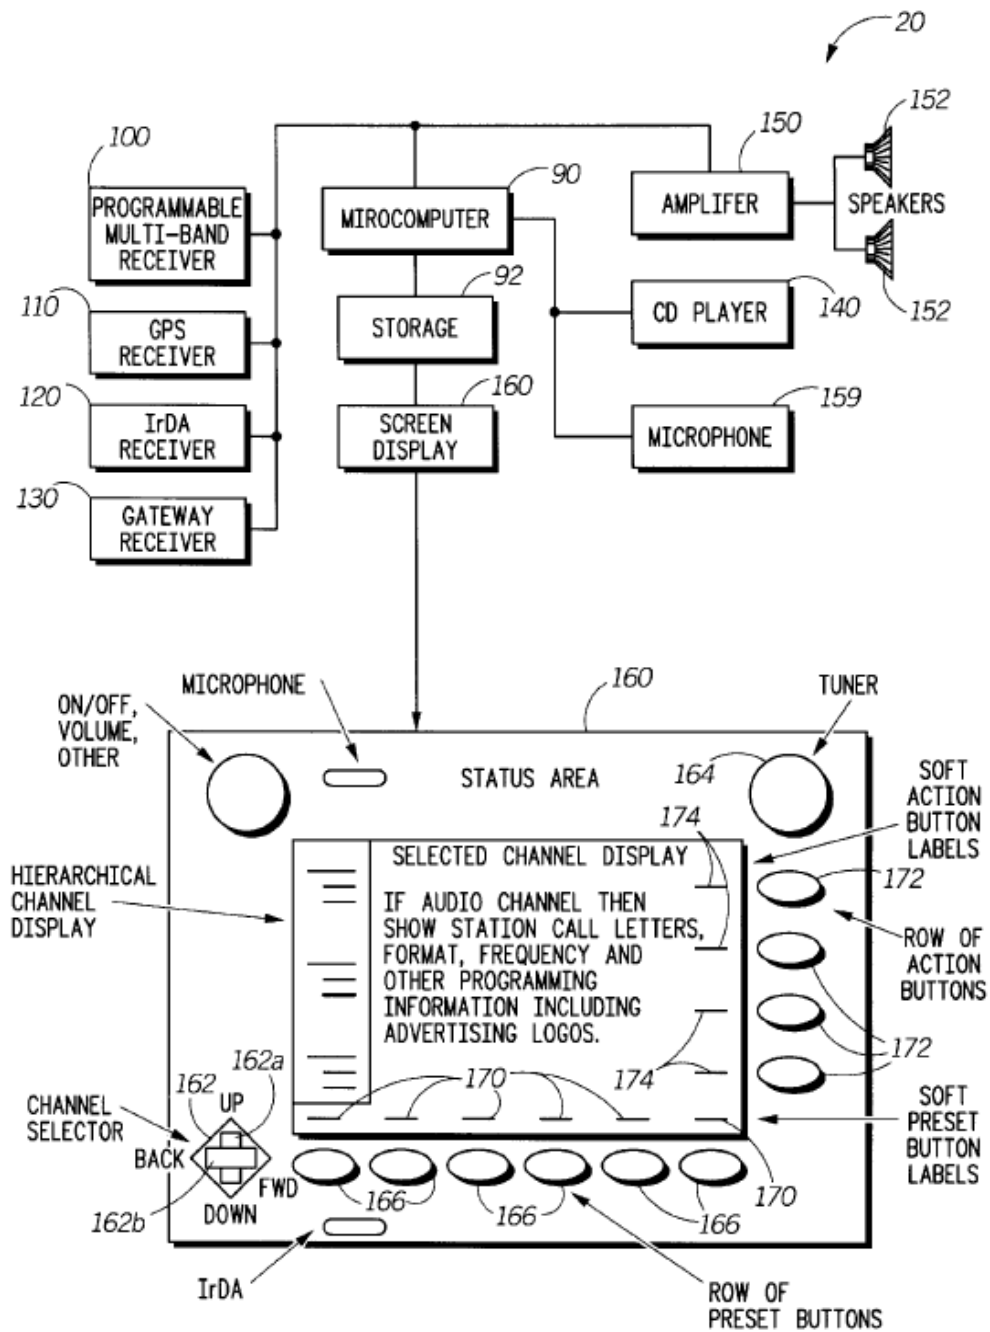 20
152
150
100
90
PROGRAMMABLE
MULTI-BAND
RECEIVER
MIROCOMPUTER
AMPLIFER
SPEAKERS
92
110
152
140
GPS
RECEIVER
STORAGE
CD PLAYER
120
160
159
IrDA
RECEIVER
SCREEN
DISPLAY
MICROPHONE
130
GATEWAY
RECEIVER
MICROPHONE
160
TUNER
ON/OFF,
VOLUME,
OTHER
STATUS AREA
164
SOFT
ACTION
BUTTON
LABELS
174
SELECTED CHANNEL DISPLAY
172
HIERARCHICAL
CHANNEL
DISPLAY
IF AUDIO CHANNEL THEN
SHOW STATION CALL LETTERS,
FORMAT, FREQUENCY AND
OTHER PROGRAMMING
INFORMATION INCLUDING
ADVERTISING LOGOS.
ROW OF
ACTION
BUTTONS
172
174
170
162a
162
UP
CHANNEL
SELECTOR
BACK
FWD
DOWN
162b
SOFT
PRESET
BUTTON
LABELS
170
166
166
166
IrDA
ROW OF
PRESET BUTTONS